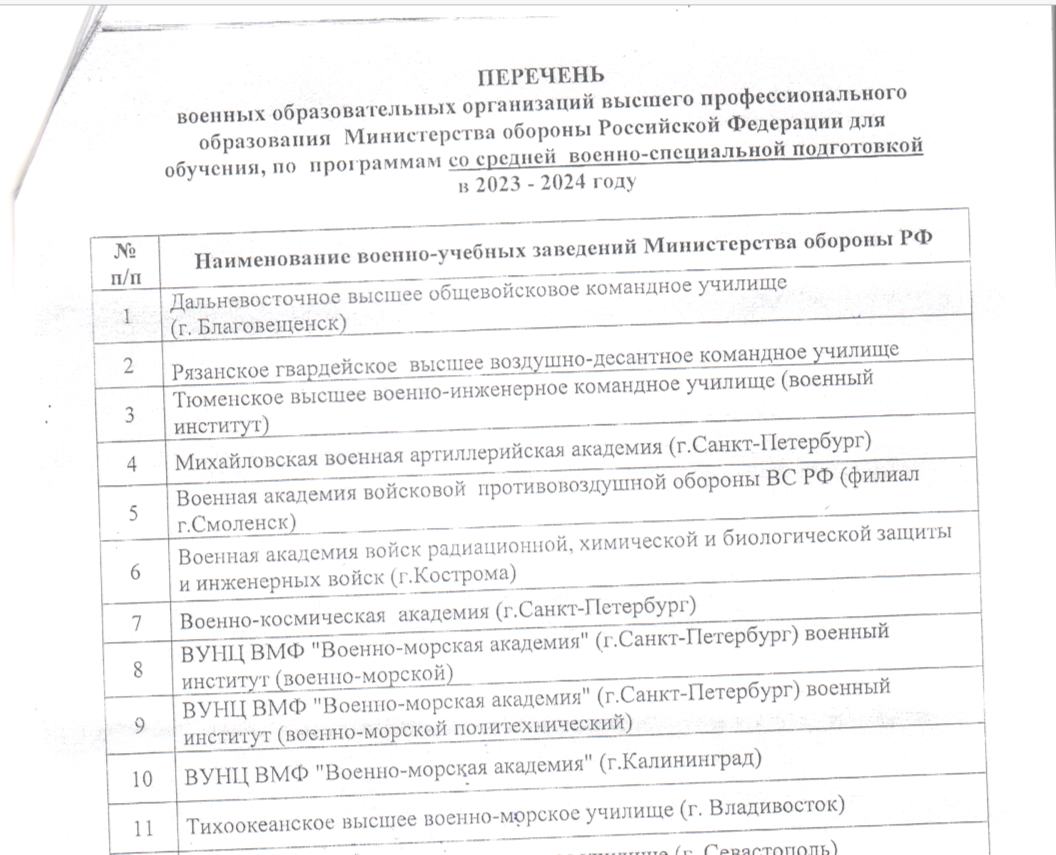 ПЕРЕЧЕНЬ
военных образовательных организаций высшего профессионального
образования Министерства обороны Российской Федерации для
обучения, по программам со средней военно-специальной подготовкой
в 2023 - 2024 году
№
п/п
Наименование военно-учебных заведений Министерства обороны РФ
1
Дальневосточное высшее общевойсковое командное училище
(г. Благовещенск)
2
Рязанское гвардейское высшее воздушно-десантное командное училище
3
Тюменское высшее военно-инженерное командное училище (военный
институт)
4
Михайловская военная артиллерийская академия (г.Санкт-Петербург)
5
Военная академия войсковой противовоздушной обороны ВС РФ (филиал
г.Смоленск)
6
Военная академия войск радиационной, химической и биологической защиты
и инженерных войск (г.Кострома)
7
Военно-космическая академия (г.Санкт-Петербург)
8
ВУНЦ ВМФ "Военно-морская академия" (г.Санкт-Петербург) военный
институт (военно-морской)
9
ВУНЦ ВМФ "Военно-морская академия" (г.Санкт-Петербург) военный
институт (военно-морской политехнический)
10
ВУНЦ ВМФ "Военно-морская академия" (г.Калининград)
11
Тихоокеанское высшее военно-морское училище (г. Владивосток)
училище (г. Севастополь)